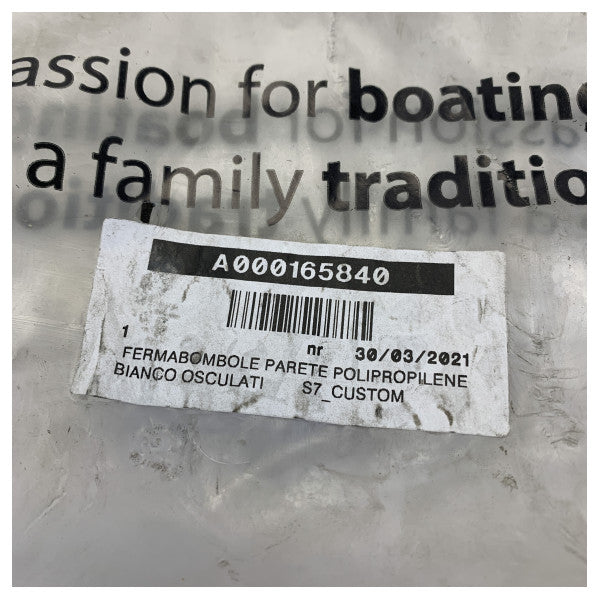 assion for boating
a family traditio
A000165840
1 nr 30/03/2021
FERMABOMBOLE PARETE POLIPROPILENE
BIANCO OSCULATI S7_CUSTOM